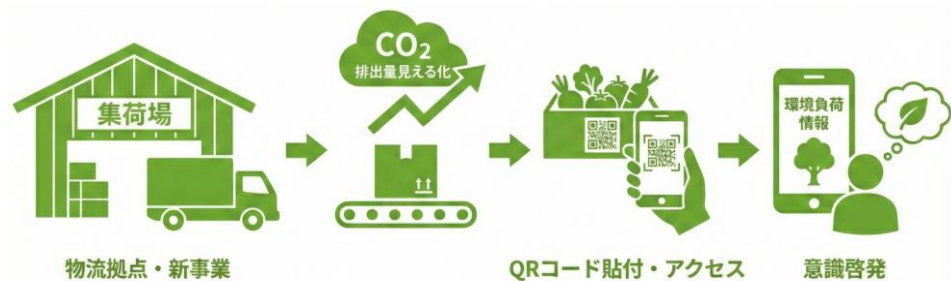 集荷場
CO₂
排出量見える化
環境負荷
情報
物流拠点・新事業
QRコード貼付・アクセス
意識啓発